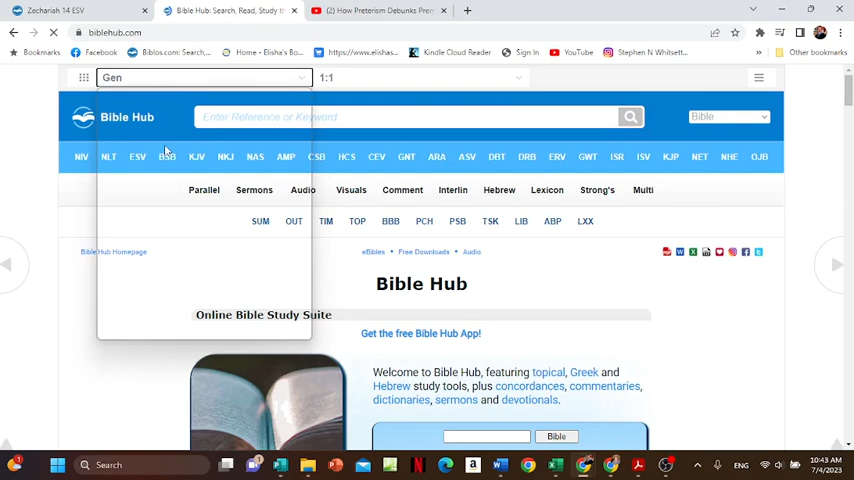 Zechariah 14 ESV
Bible Hub: Search, Read, Study th
(2) How Preterism Debunks Prem
biblehub.com
Bookmarks
Facebook
Biblos.com: Search,...
Home - Elisha's Bo...
https://www.elishas...
Kindle Cloud Reader
Sign In
YouTube
Stephen N Whitsett...
Other bookmarks
Gen
1:1
Bible Hub
Enter Reference or Keyword
Bible
NIV NLT ESV BSB KJV NKJ NAS AMP CSB HCS CEV GNT ARA ASV DBT DRB ERV GWT ISR ISV KJP NET NHE OJB
Parallel Sermons Audio Visuals Comment Interlin Hebrew Lexicon Strong's Multi
SUM OUT TIM TOP BBB PCH PSB TSK LIB ABP LXX
Bible Hub Homepage
eBibles • Free Downloads • Audio
Bible Hub
Online Bible Study Suite
Get the free Bible Hub App!
Welcome to Bible Hub, featuring topical, Greek and
Hebrew study tools, plus concordances, commentaries,
dictionaries, sermons and devotionals.
Bible
Search
ENG
10:43 AM
7/4/2023